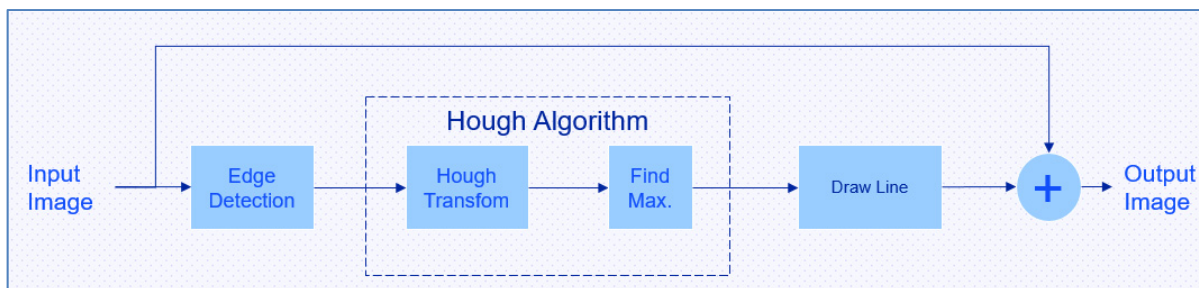 Hough Algorithm
Input
Image
Edge
Detection
Hough
Transfom
Find
Max.
Draw Line
+
Output
Image